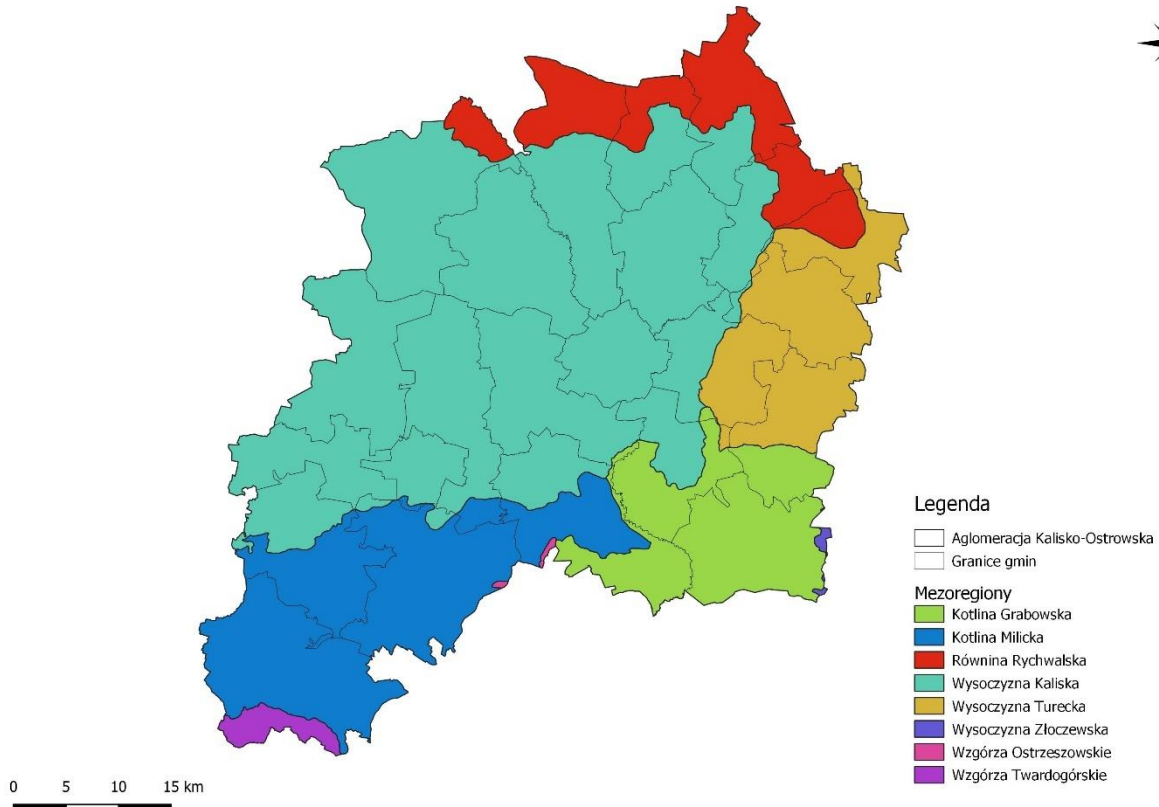 Legenda
Aglomeracja Kalisko-Ostrowska
Granice gmin
Mezoregiony
Kotlina Grabowska
Kotlina Milicka
Równina Rychwalska
Wysoczyzna Kaliska
Wysoczyzna Turecka
Wysoczyzna Złoczewska
Wzgórza Ostrzeszowskie
Wzgórza Twardogórskie
0 5 10 15 km